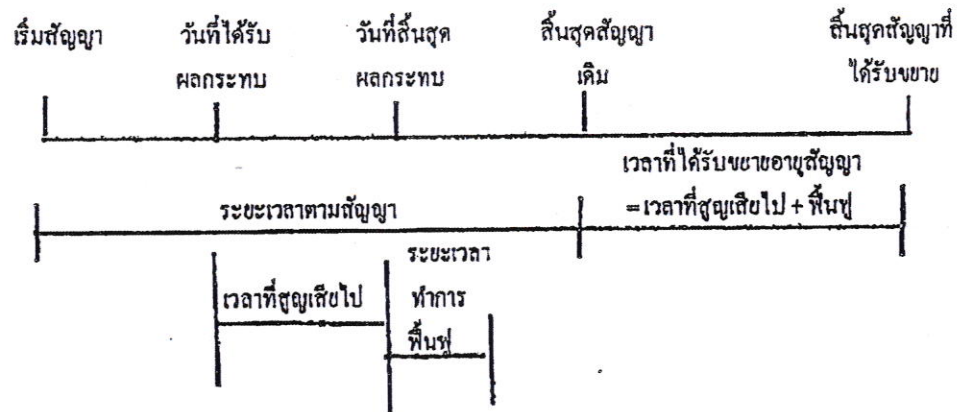 เริ่มสัญญา
วันที่ได้รับ
ผลกระทบ
วันที่สิ้นสุด
ผลกระทบ
สิ้นสุดสัญญา
เดิม
สิ้นสุดสัญญาที่
ได้รับขยาย
เวลาที่ได้รับขยายอายุสัญญา
=เวลาที่สูญเสียไป + ฟื้นฟู
ระยะเวลาตามสัญญา
ระยะเวลา
ทำการ
ฟื้นฟู
เวลาที่สูญเสียไป